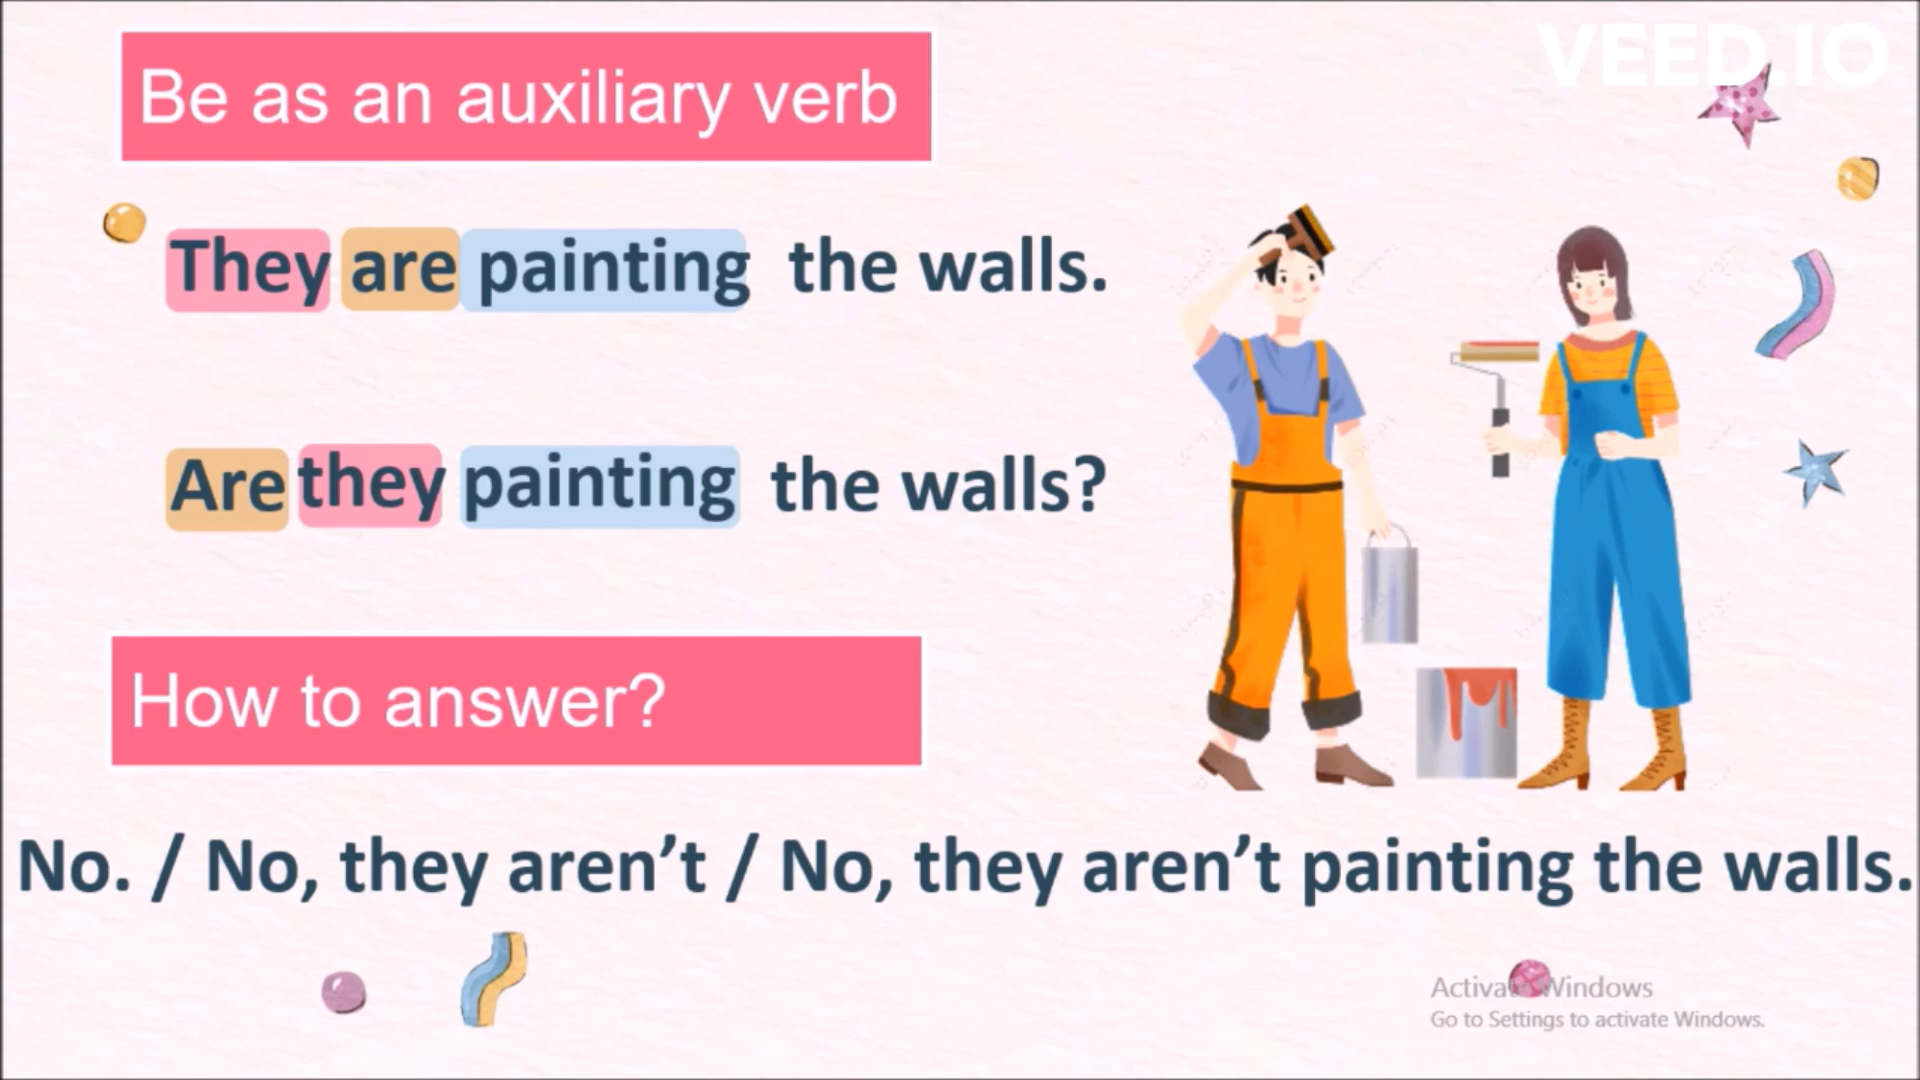 VEED.IO
Be as an auxiliary verb
They are painting the walls.
Are they painting the walls?
How to answer?
No. / No, they aren’t / No, they aren’t painting the walls.
Activate Windows
Go to Settings to activate Windows.